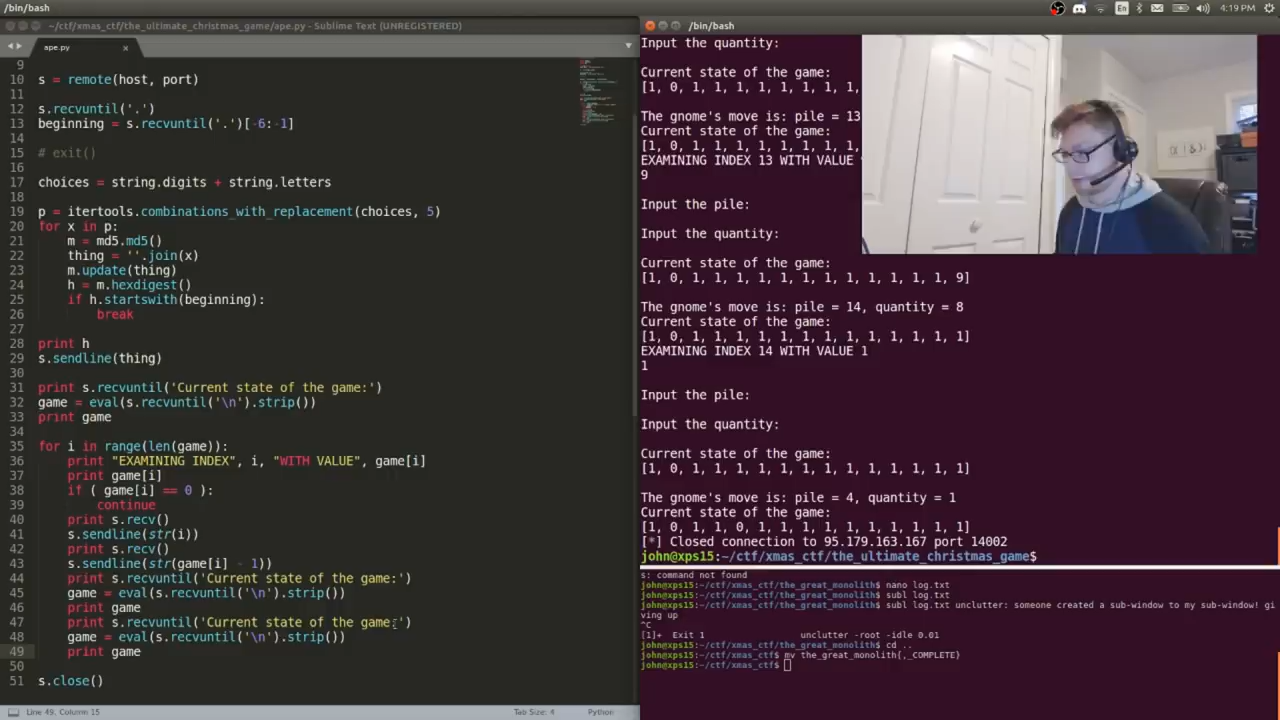 /bin/bash
En
4:19 PM
~/ctf/xmas_ctf/the_ultimate_christmas_game/ape.py - Sublime Text (UNREGISTERED)
ape.py
9
10 s = remote(host, port)
11
12 s.recvuntil('.')
13 beginning = s.recvuntil('.')[-6:-1]
14
15 # exit()
16
17 choices = string.digits + string.letters
18
19 p = itertools.combinations_with_replacement(choices, 5)
20 for x in p:
21 m = md5.md5()
22 thing = ''.join(x)
23 m.update(thing)
24 h = m.hexdigest()
25 if h.startswith(beginning):
26 break
27
28 print h
29 s.sendline(thing)
30
31 print s.recvuntil('Current state of the game:')
32 game = eval(s.recvuntil('\n').strip())
33 print game
34
35 for i in range(len(game)):
36 print "EXAMINING INDEX", i, "WITH VALUE", game[i]
37 print game[i]
38 if ( game[i] == 0 ):
39 continue
40 print s.recv()
41 s.sendline(str(i))
42 print s.recv()
43 s.sendline(str(game[i] - 1))
44 print s.recvuntil('Current state of the game:')
45 game = eval(s.recvuntil('\n').strip())
46 print game
47 print s.recvuntil('Current state of the game:')
48 game = eval(s.recvuntil('\n').strip())
49 print game
50
51 s.close()
Line 49, Column 15
Tab Size: 4
Python
/bin/bash
Input the quantity:
Current state of the game:
[1, 0, 1, 1, 1, 1, 1, 1, 1,
The gnome's move is: pile = 13
Current state of the game:
[1, 0, 1, 1, 1, 1, 1, 1, 1,
EXAMINING INDEX 13 WITH VALUE
9
Input the pile:
Input the quantity:
Current state of the game:
[1, 0, 1, 1, 1, 1, 1, 1, 1, 1, 1, 1, 1, 1, 9]
The gnome's move is: pile = 14, quantity = 8
Current state of the game:
[1, 0, 1, 1, 1, 1, 1, 1, 1, 1, 1, 1, 1, 1, 1]
EXAMINING INDEX 14 WITH VALUE 1
1
Input the pile:
Input the quantity:
Current state of the game:
[1, 0, 1, 1, 1, 1, 1, 1, 1, 1, 1, 1, 1, 1, 1]
The gnome's move is: pile = 4, quantity = 1
Current state of the game:
[1, 0, 1, 1, 0, 1, 1, 1, 1, 1, 1, 1, 1, 1, 1]
[*] Closed connection to 95.179.163.167 port 14002
john@xps15:~/ctf/xmas_ctf/the_ultimate_christmas_game$
s: command not found
john@xps15:~/ctf/xmas_ctf/the_great_monolith$ nano log.txt
john@xps15:~/ctf/xmas_ctf/the_great_monolith$ subl log.txt
john@xps15:~/ctf/xmas_ctf/the_great_monolith$ subl log.txt unclutter: someone created a sub-window to my sub-window! gi
ving up
^C
[1]+ Exit 1 unclutter -root -idle 0.01
john@xps15:~/ctf/xmas_ctf/the_great_monolith$ cd ..
john@xps15:~/ctf/xmas_ctf$ mv the_great_monolith{,_COMPLETE}
john@xps15:~/ctf/xmas_ctf$